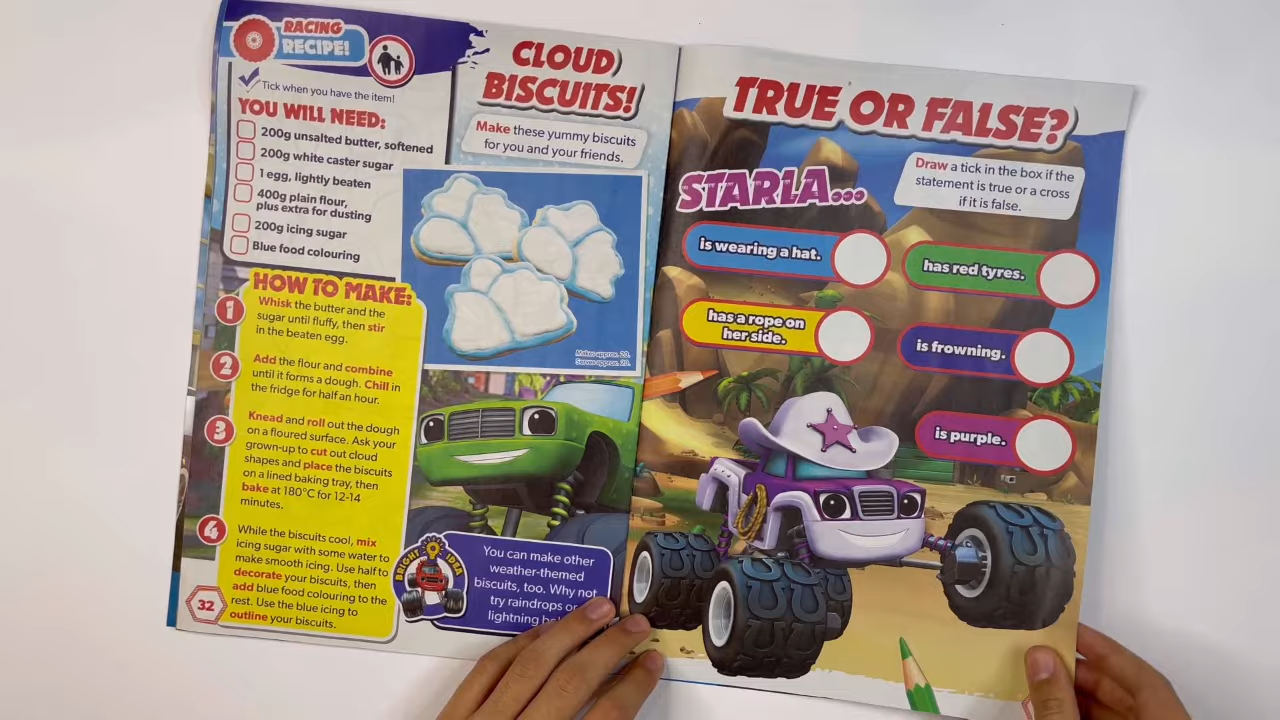 RACING
RECIPE!
Tick when you have the item!
YOU WILL NEED:
200g unsalted butter, softened
200g white caster sugar
1 egg, lightly beaten
400g plain flour,
plus extra for dusting
200g icing sugar
Blue food colouring
HOW TO MAKE:
1
Whisk the butter and the
sugar until fluffy, then stir
in the beaten egg.
2
Add the flour and combine
until it forms a dough. Chill in
the fridge for half an hour.
3
Knead and roll out the dough
on a floured surface. Ask your
grown-up to cut out cloud
shapes and place the biscuits
on a lined baking tray, then
bake at 180°C for 12-14
minutes.
4
While the biscuits cool, mix
icing sugar with some water to
make smooth icing. Use half to
decorate your biscuits, then
add blue food colouring to the
rest. Use the blue icing to
outline your biscuits.
32
CLOUD
BISCUITS!
Make these yummy biscuits
for you and your friends.
Makes approx. 20.
Serves approx. 20.
BRIGHT IDEA
You can make other
weather-themed
biscuits, too. Why not
try raindrops or
lightning
TRUE OR FALSE?
Draw a tick in the box if the
statement is true or a cross
if it is false.
STARLA...
is wearing a hat.
has red tyres.
has a rope on
her side.
is frowning.
is purple.